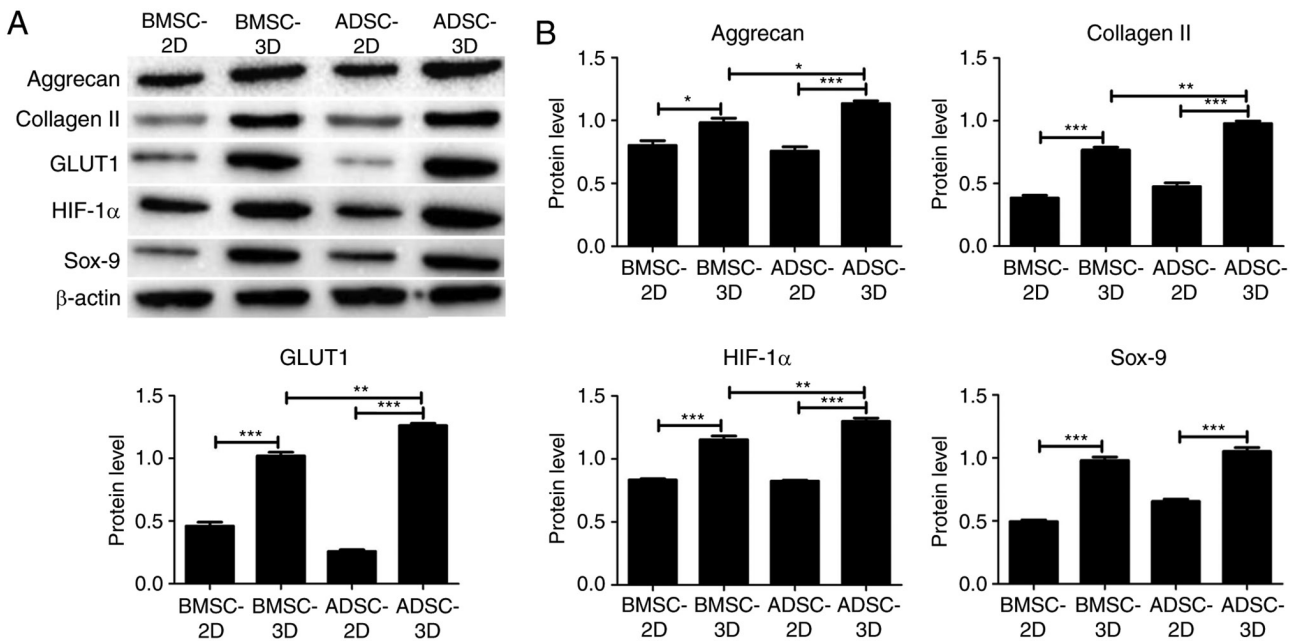 A
BMSC-
2D
BMSC-
3D
ADSC-
2D
ADSC-
3D
Aggrecan
Collagen II
GLUT1
HIF-1α
Sox-9
β-actin
B
Aggrecan
Protein level
1.5
1.0
0.5
0.0
*
*
***
BMSC-
2D
BMSC-
3D
ADSC-
2D
ADSC-
3D
Collagen II
Protein level
1.5
1.0
0.5
0.0
***
**
***
BMSC-
2D
BMSC-
3D
ADSC-
2D
ADSC-
3D
GLUT1
Protein level
1.5
1.0
0.5
0.0
***
**
***
BMSC-
2D
BMSC-
3D
ADSC-
2D
ADSC-
3D
HIF-1α
Protein level
1.5
1.0
0.5
0.0
***
**
***
BMSC-
2D
BMSC-
3D
ADSC-
2D
ADSC-
3D
Sox-9
Protein level
1.5
1.0
0.5
0.0
***
***
BMSC-
2D
BMSC-
3D
ADSC-
2D
ADSC-
3D